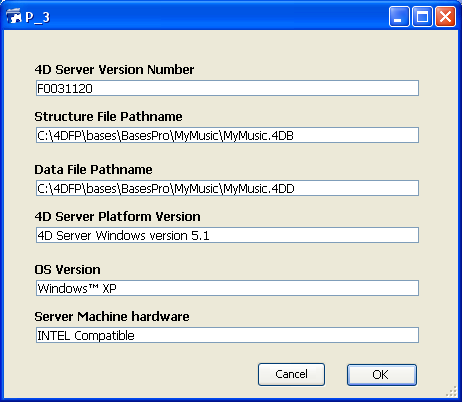 P_3
4D Server Version Number
F0031120
Structure File Pathname
C:\4DFP\bases\BasesPro\MyMusic\MyMusic.4DB
Data File Pathname
C:\4DFP\bases\BasesPro\MyMusic\MyMusic.4DD
4D Server Platform Version
4D Server Windows version 5.1
OS Version
Windows™ XP
Server Machine hardware
INTEL Compatible
Cancel OK